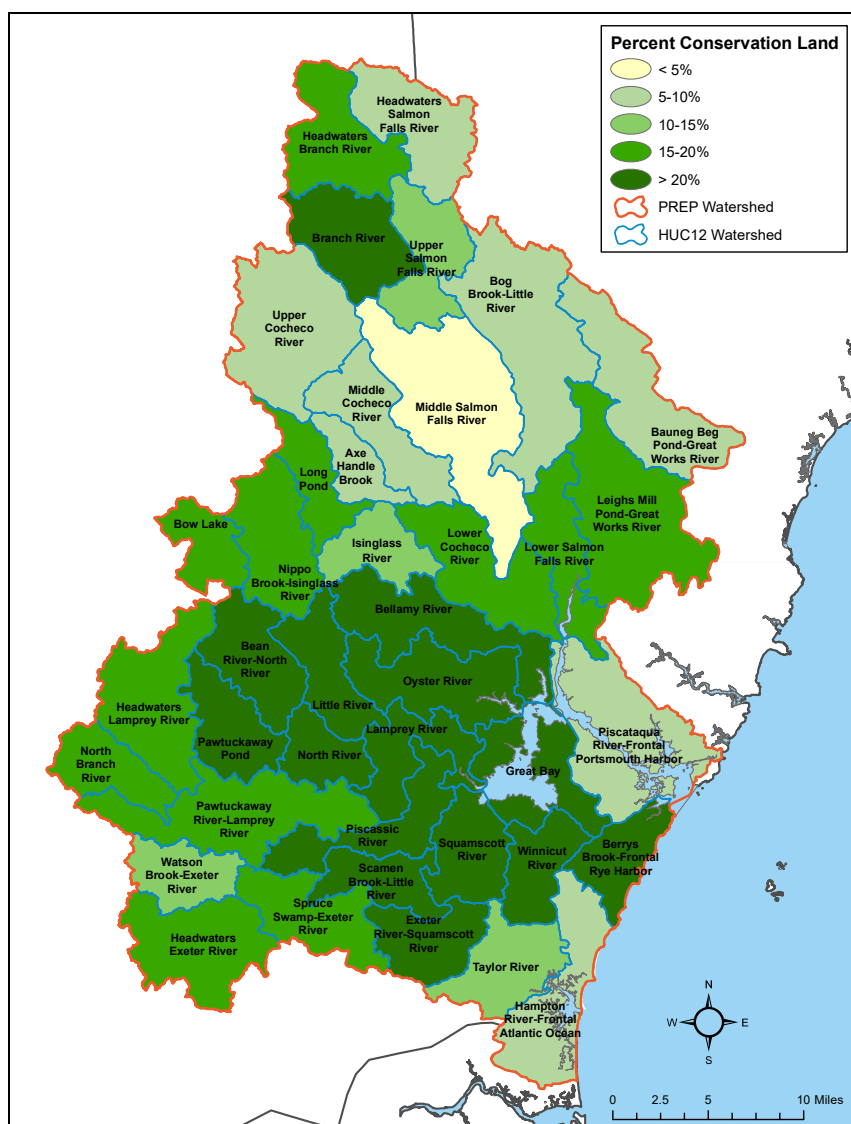 Percent Conservation Land
< 5%
5-10%
10-15%
15-20%
> 20%
PREP Watershed
HUC12 Watershed
Headwaters
Salmon
Falls River
Headwaters
Branch River
Branch River
Upper
Salmon
Falls River
Bog
Brook-Little
River
Upper
Cocheco
River
Middle
Cocheco
River
Middle Salmon
Falls River
Bauneg Beg
Pond-Great
Works River
Axe
Handle
Brook
Long
Pond
Leighs Mill
Pond-Great
Works River
Bow Lake
Isinglass
River
Lower
Cocheco
River
Lower Salmon
Falls River
Nippo
Brook-Isinglass
River
Bellamy River
Bean
River-North
River
Oyster River
Headwaters
Lamprey River
Little River
Lamprey River
Piscataqua
River-Frontal
Portsmouth Harbor
North
Branch
River
Pawtuckaway
Pond
North River
Great Bay
Pawtuckaway
River-Lamprey
River
Piscassic
River
Squamscott
River
Winnicut
River
Berrys
Brook-Frontal
Rye Harbor
Watson
Brook-Exeter
River
Scamen
Brook-Little
River
Spruce
Swamp-Exeter
River
Exeter
River-Squamscott
River
Headwaters
Exeter River
Taylor River
Hampton
River-Frontal
Atlantic Ocean
N
W
E
S
0 2.5 5 10 Miles